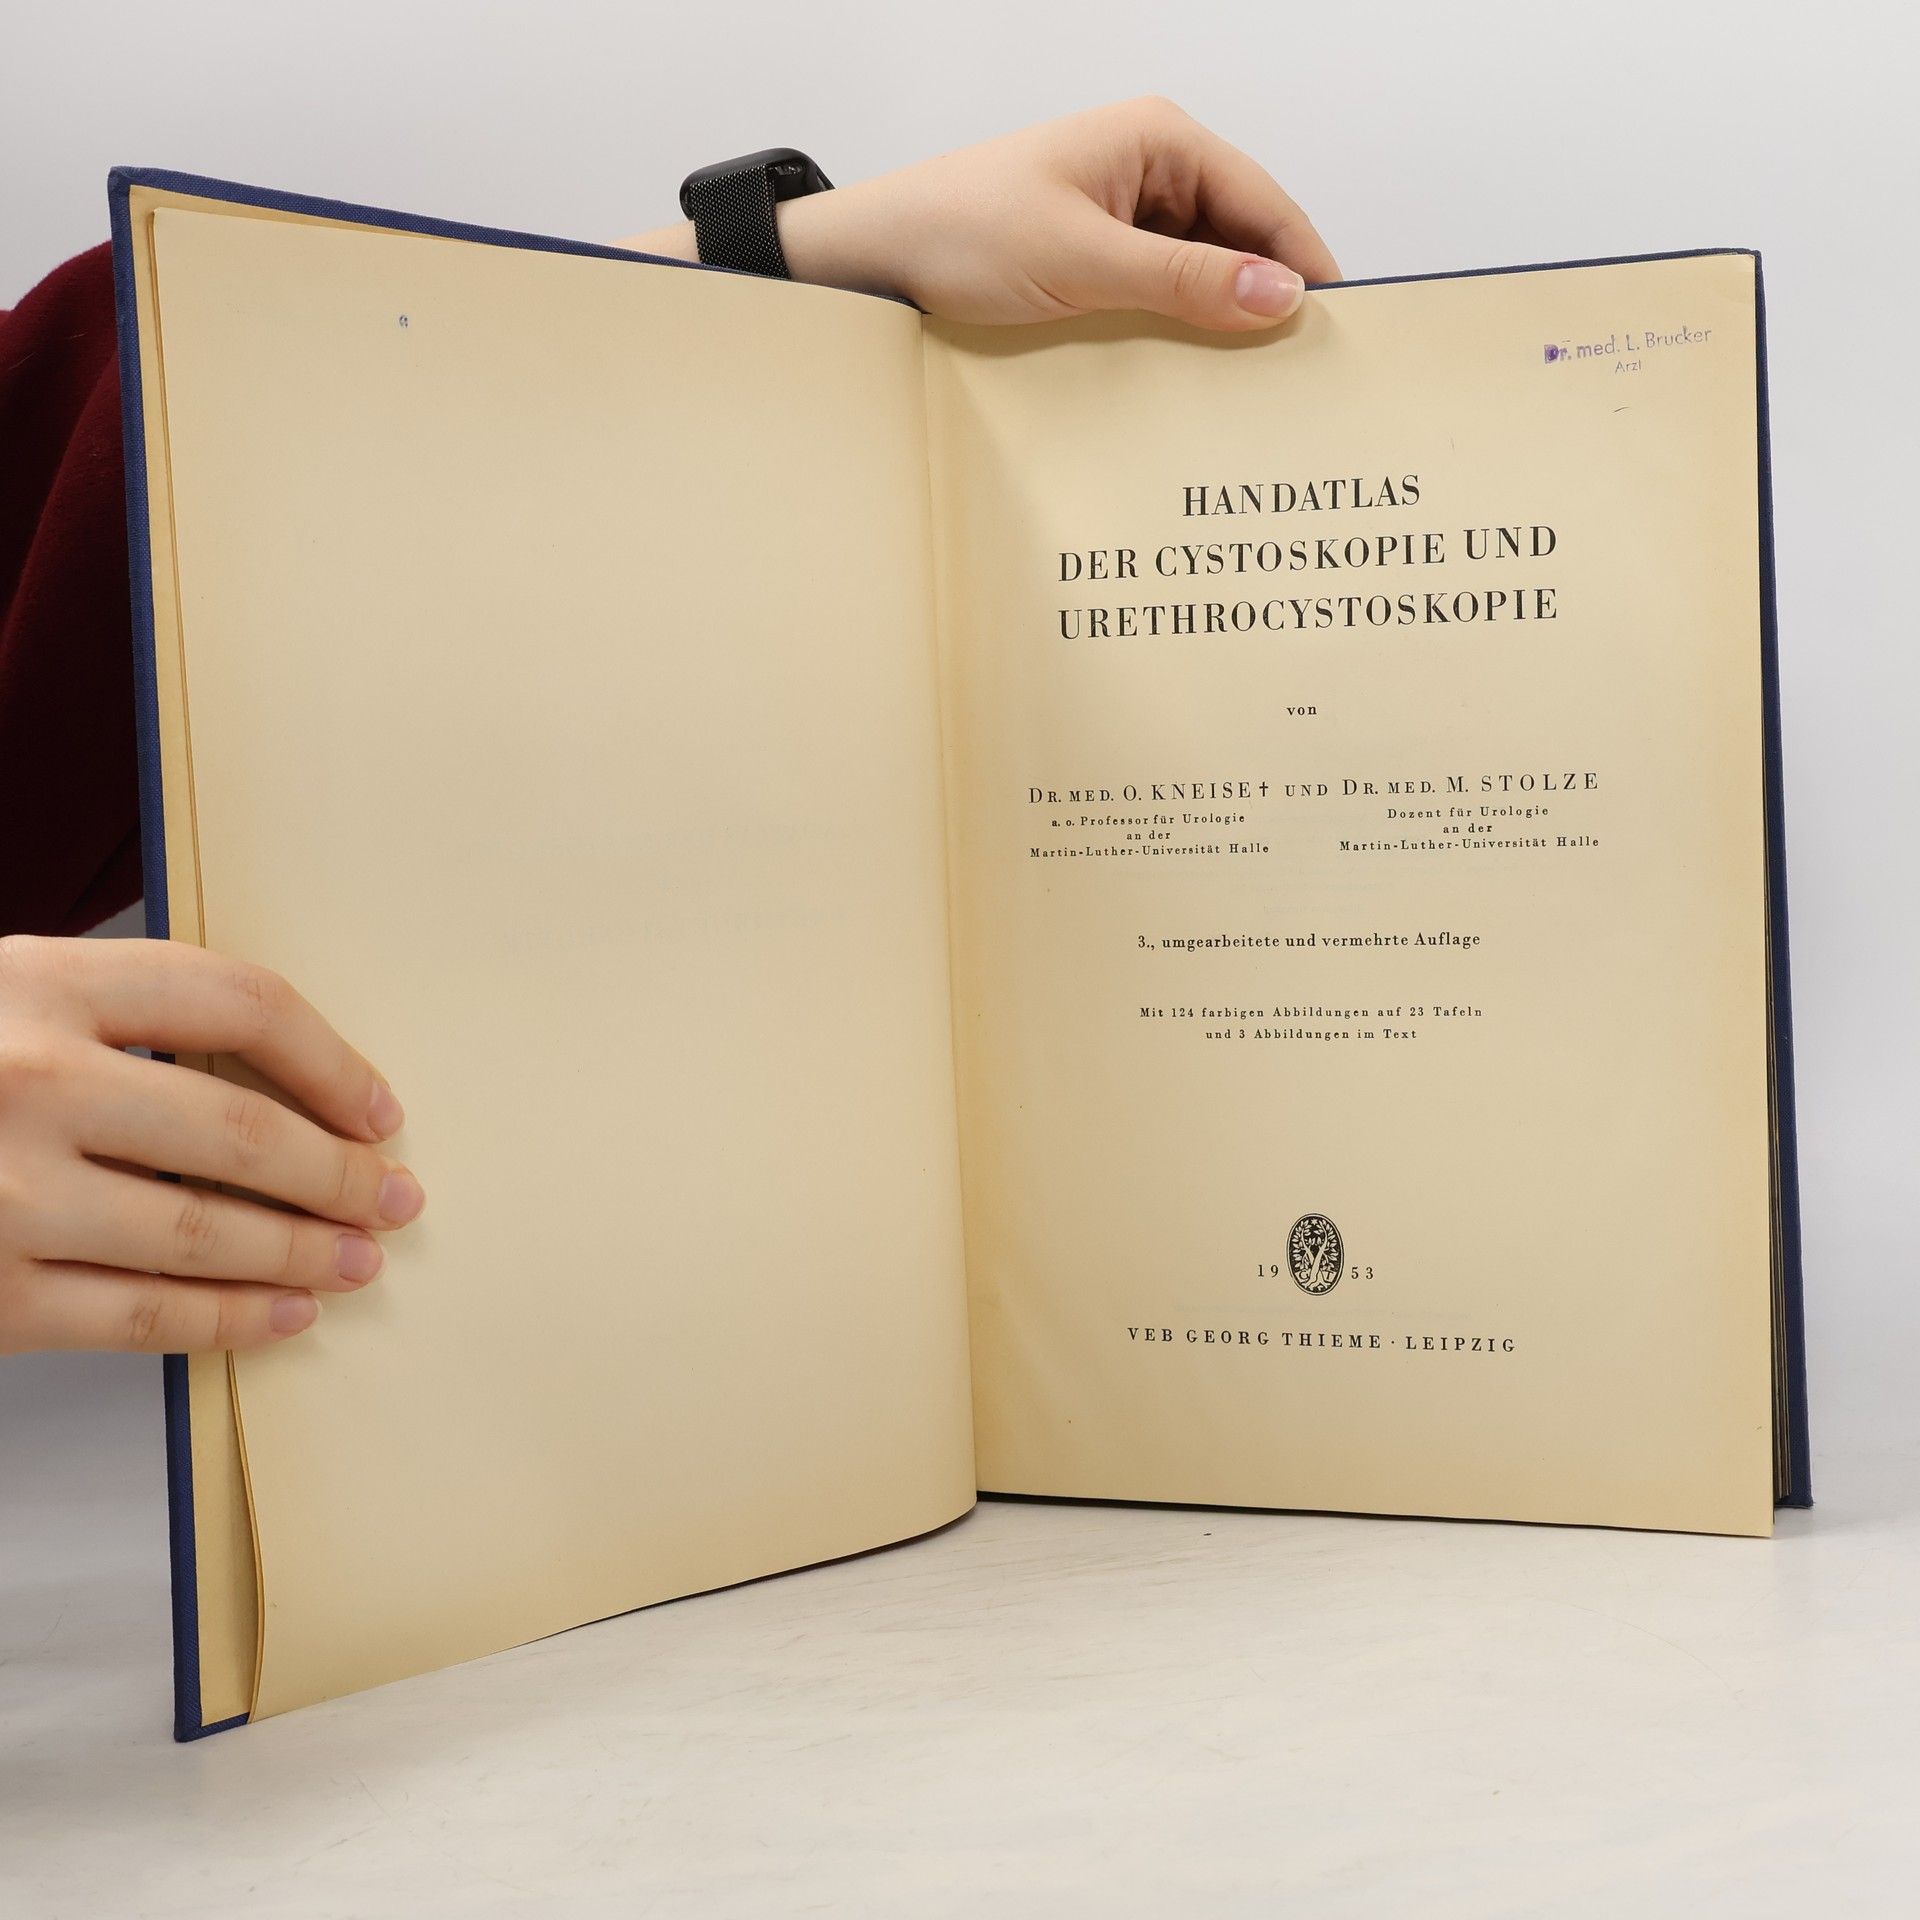 Dr. med. L. Brucker
Arzt
HANDATLAS
DER CYSTOSKOPIE UND
URETHROCYSTOSKOPIE
von
DR. MED. O. KNEISE † UND DR. MED. M. STOLZE
a. o. Professor für Urologie
an der
Martin-Luther-Universität Halle
Dozent für Urologie
an der
Martin-Luther-Universität Halle
3., umgearbeitete und vermehrte Auflage
Mit 124 farbigen Abbildungen auf 23 Tafeln
und 3 Abbildungen im Text
19 53
VEB GEORG THIEME · LEIPZIG